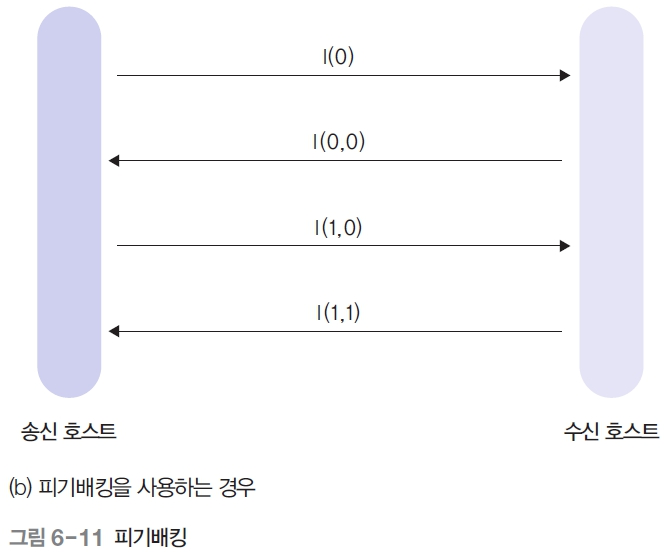 I(0)
I(0,0)
I(1,0)
I(1,1)
송신 호스트 수신 호스트
(b) 피기배킹을 사용하는 경우
그림 6-11 피기배킹